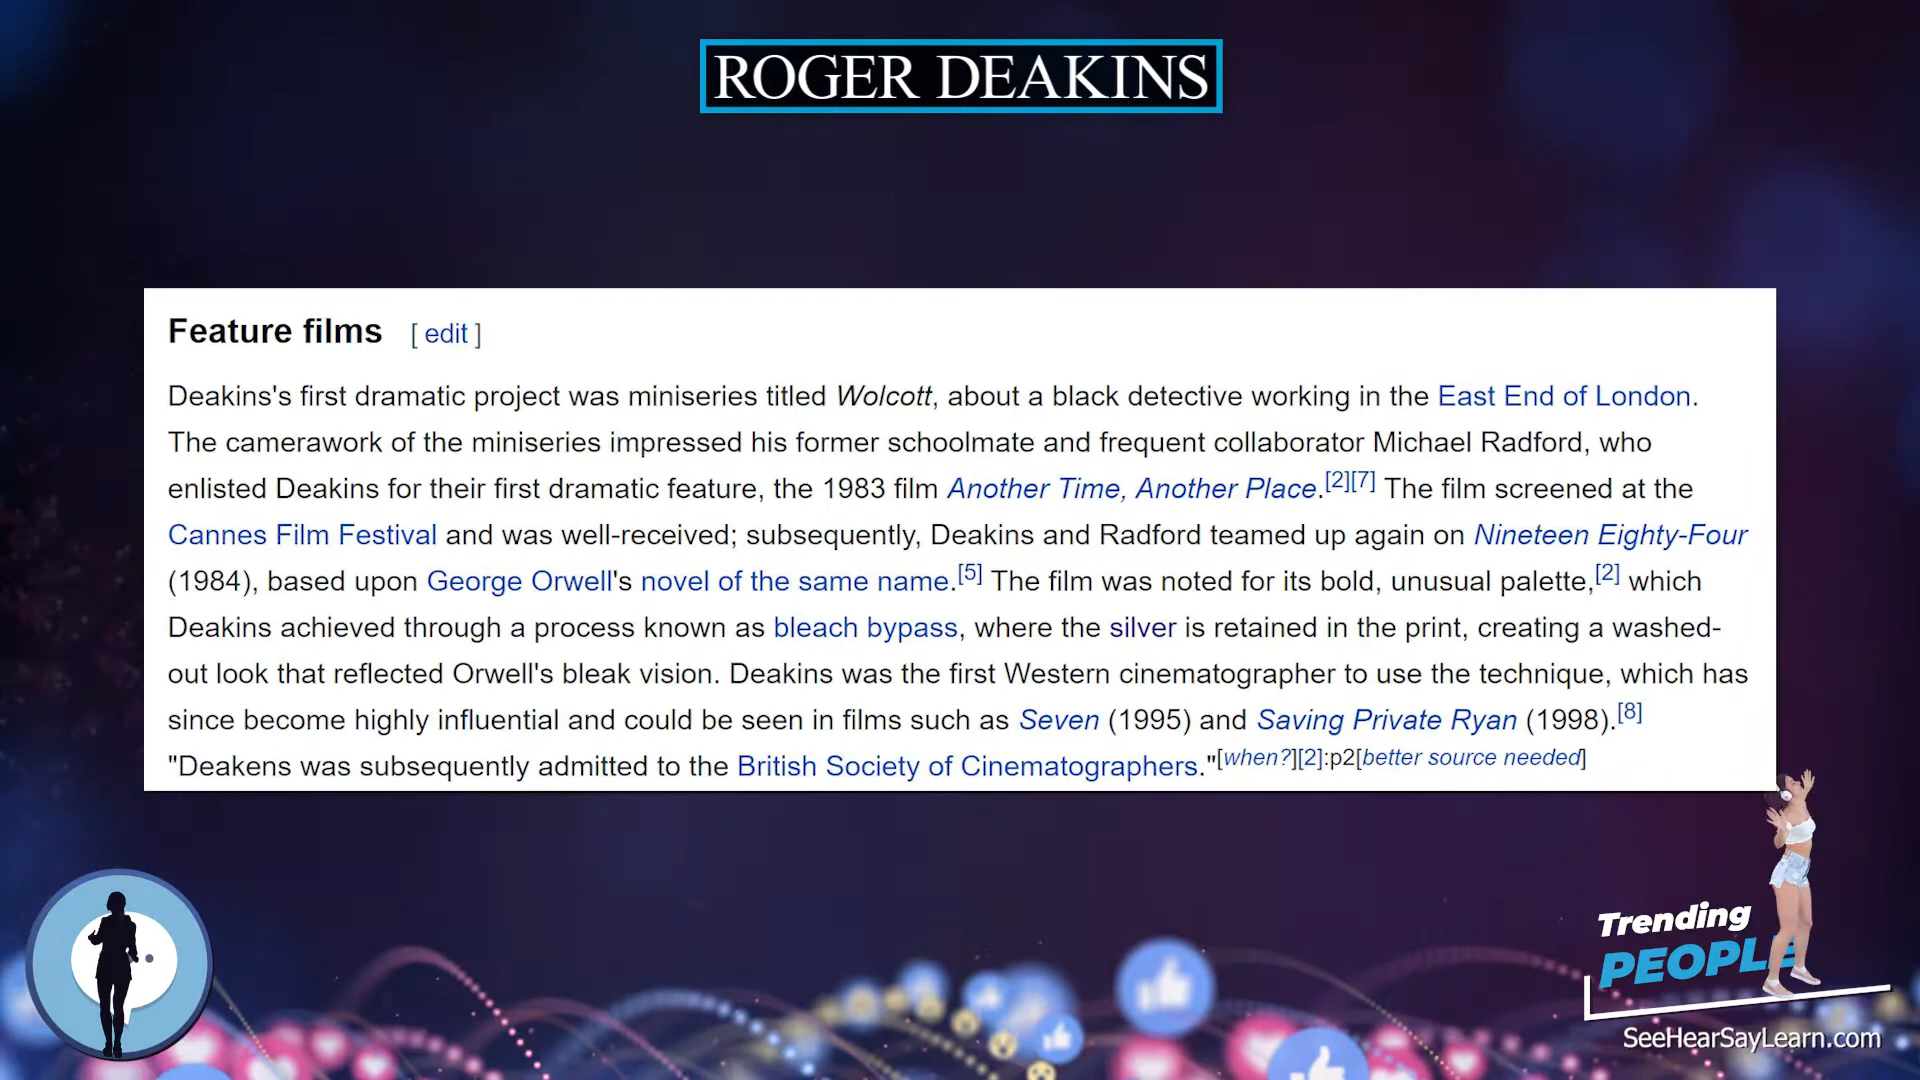 ROGER DEAKINS
Feature films [ edit ]
Deakins's first dramatic project was miniseries titled Wolcott, about a black detective working in the East End of London.
The camerawork of the miniseries impressed his former schoolmate and frequent collaborator Michael Radford, who
enlisted Deakins for their first dramatic feature, the 1983 film Another Time, Another Place.[2][7] The film screened at the
Cannes Film Festival and was well-received; subsequently, Deakins and Radford teamed up again on Nineteen Eighty-Four
(1984), based upon George Orwell's novel of the same name.[5] The film was noted for its bold, unusual palette,[2] which
Deakins achieved through a process known as bleach bypass, where the silver is retained in the print, creating a washed-
out look that reflected Orwell's bleak vision. Deakins was the first Western cinematographer to use the technique, which has
since become highly influential and could be seen in films such as Seven (1995) and Saving Private Ryan (1998).[8]
"Deakens was subsequently admitted to the British Society of Cinematographers."[when?][2]:p2[better source needed]
Trending
PEOPLE
SeeHearSayLearn.com